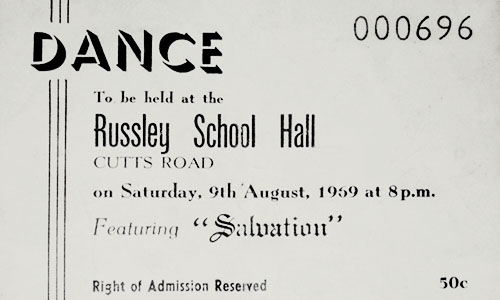 000696
DANCE
To be held at the
Russley School Hall
CUTTS ROAD
on Saturday, 9th August, 1969 at 8 p.m.
Featuring "Salvation"
Right of Admission Reserved 50c